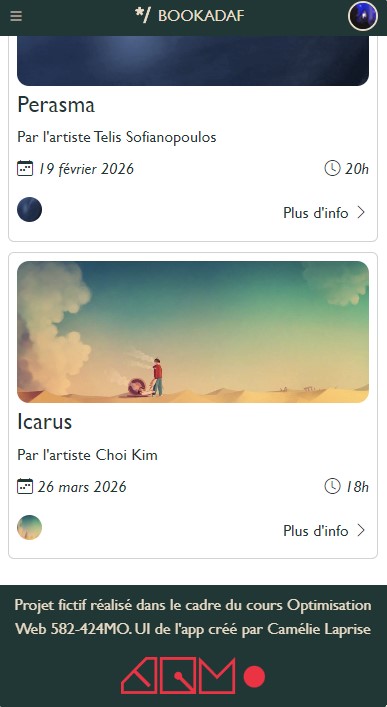 */ BOOKADAF
Perasma
Par l'artiste Telis Sofianopoulos
19 février 2026 20h
Plus d'info
Icarus
Par l'artiste Choi Kim
26 mars 2026 18h
Plus d'info
Projet fictif réalisé dans le cadre du cours Optimisation
Web 582-424MO. UI de l'app créé par Camélie Laprise